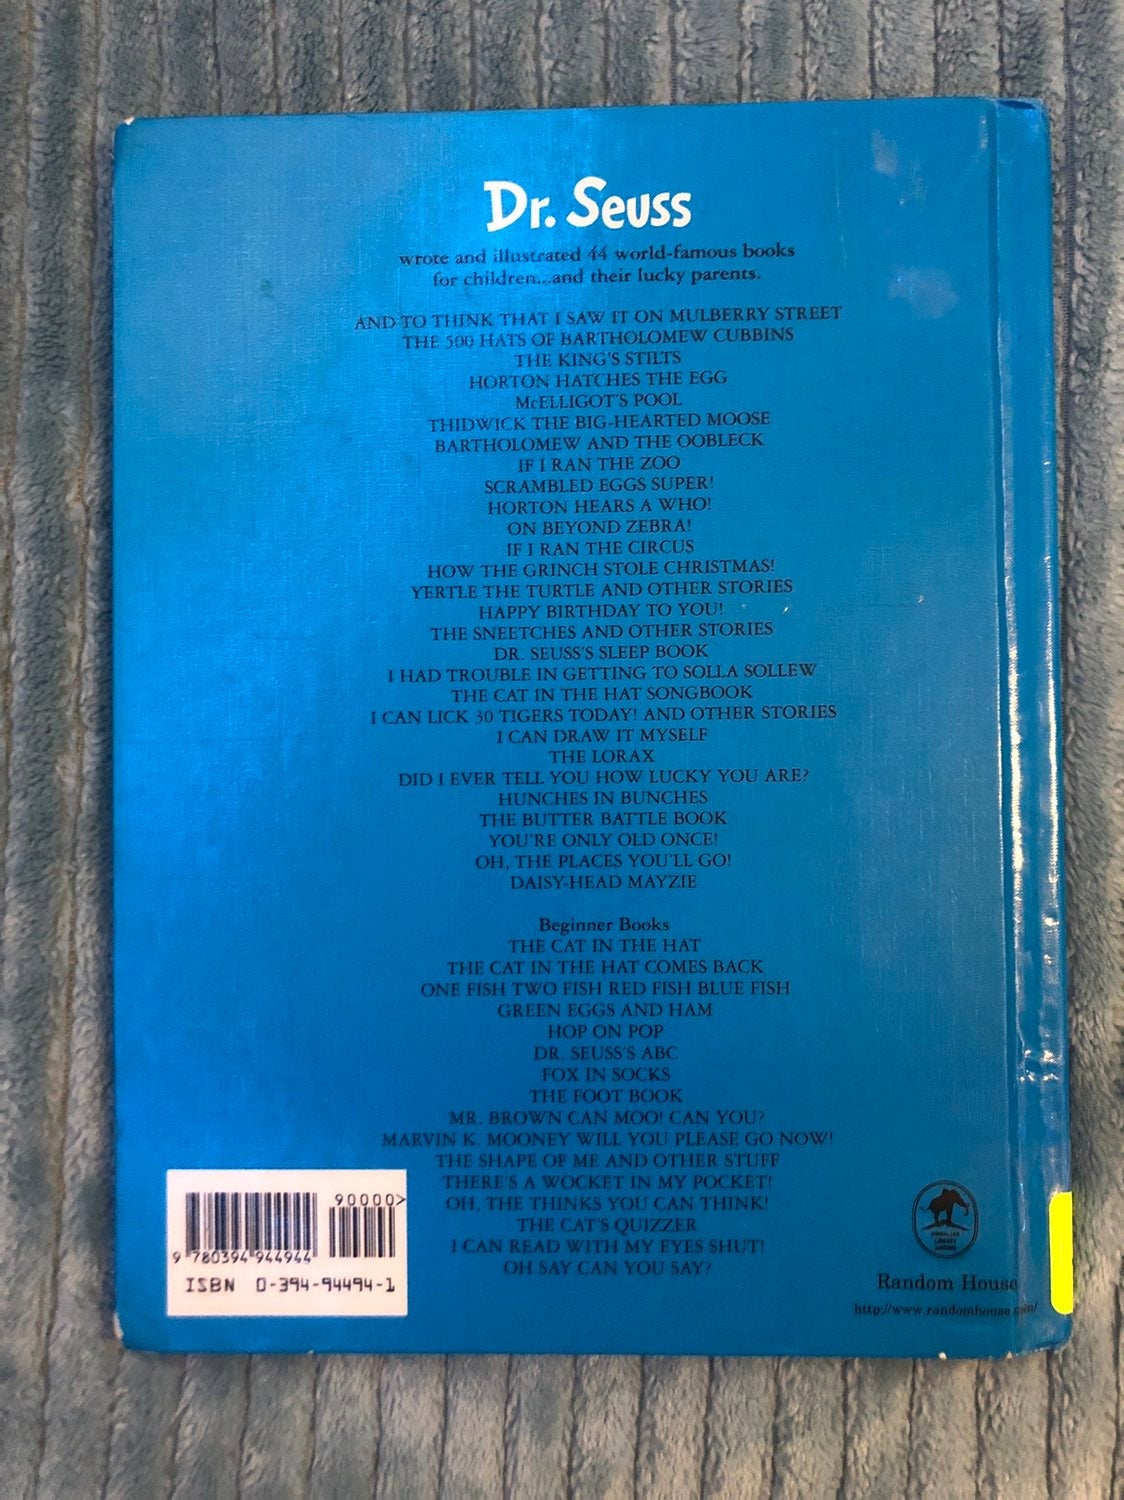 Dr. Seuss
wrote and illustrated 44 world-famous books
for children...and their lucky parents.
AND TO THINK THAT I SAW IT ON MULBERRY STREET
THE 500 HATS OF BARTHOLOMEW CUBBINS
THE KING'S STILTS
HORTON HATCHES THE EGG
McELLIGOT'S POOL
THIDWICK THE BIG-HEARTED MOOSE
BARTHOLOMEW AND THE OOBLECK
IF I RAN THE ZOO
SCRAMBLED EGGS SUPER!
HORTON HEARS A WHO!
ON BEYOND ZEBRA!
IF I RAN THE CIRCUS
HOW THE GRINCH STOLE CHRISTMAS!
YERTLE THE TURTLE AND OTHER STORIES
HAPPY BIRTHDAY TO YOU!
THE SNEETCHES AND OTHER STORIES
DR. SEUSS'S SLEEP BOOK
I HAD TROUBLE IN GETTING TO SOLLA SOLLEW
THE CAT IN THE HAT SONGBOOK
I CAN LICK 30 TIGERS TODAY! AND OTHER STORIES
I CAN DRAW IT MYSELF
THE LORAX
DID I EVER TELL YOU HOW LUCKY YOU ARE?
HUNCHES IN BUNCHES
THE BUTTER BATTLE BOOK
YOU'RE ONLY OLD ONCE!
OH, THE PLACES YOU'LL GO!
DAISY-HEAD MAYZIE
Beginner Books
THE CAT IN THE HAT
THE CAT IN THE HAT COMES BACK
ONE FISH TWO FISH RED FISH BLUE FISH
GREEN EGGS AND HAM
HOP ON POP
DR. SEUSS'S ABC
FOX IN SOCKS
THE FOOT BOOK
MR. BROWN CAN MOO! CAN YOU?
MARVIN K. MOONEY WILL YOU PLEASE GO NOW!
THE SHAPE OF ME AND OTHER STUFF
THERE'S A WOCKET IN MY POCKET!
OH, THE THINKS YOU CAN THINK!
THE CAT'S QUIZZER
I CAN READ WITH MY EYES SHUT!
OH SAY CAN YOU SAY?
90000>
9 780394 944944
ISBN 0-394-94494-1
LIBRARY
Random House
http://www.randomhouse.com/